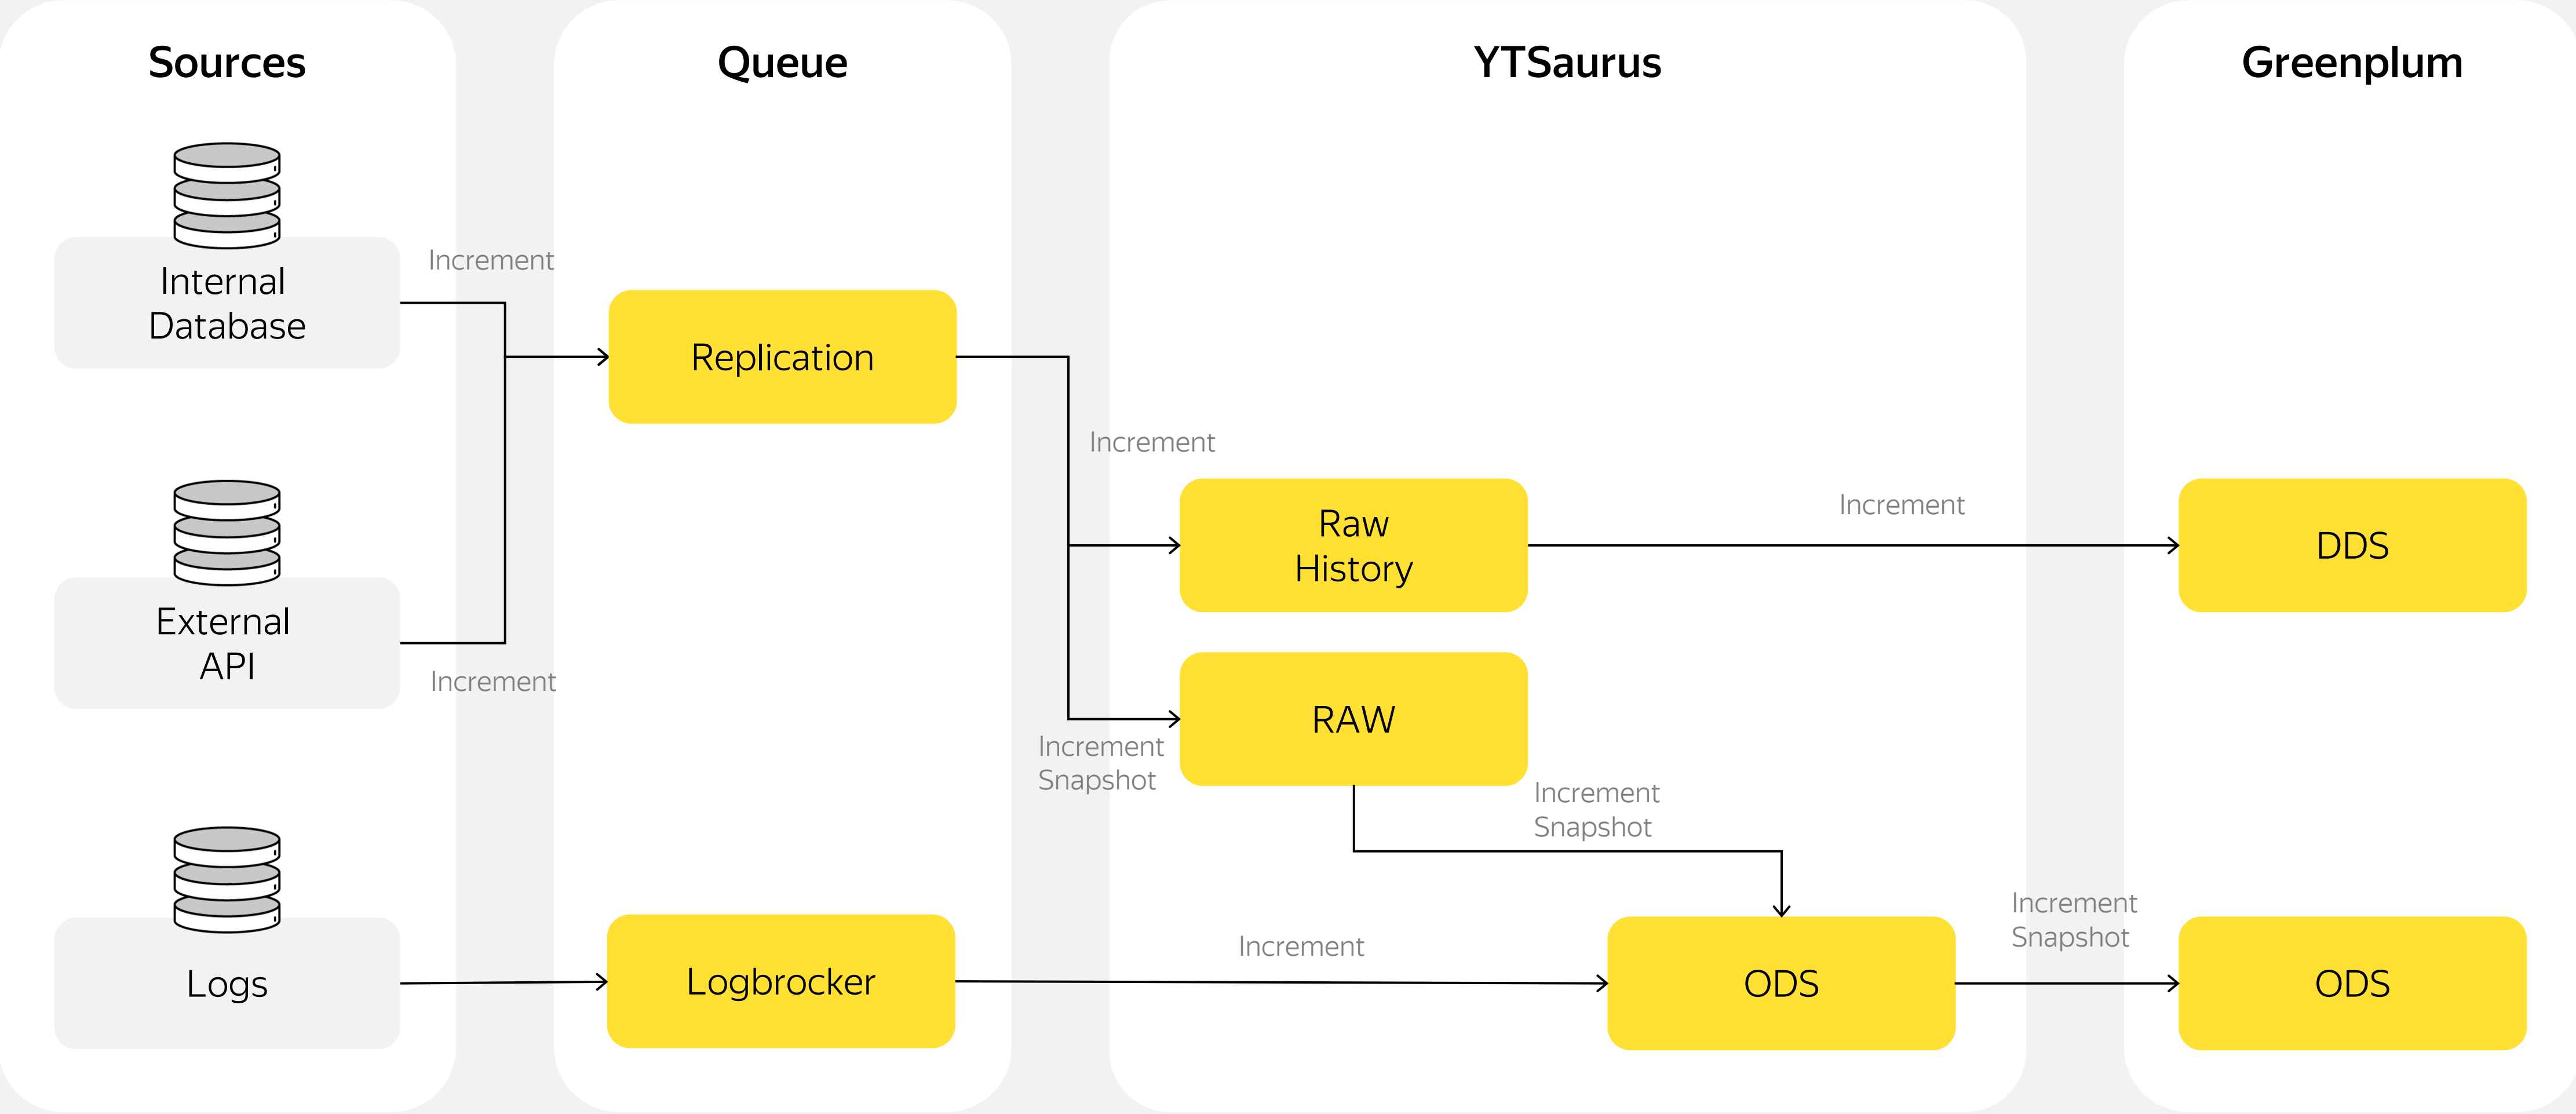 Sources
Queue
YTSaurus
Greenplum
Internal
Database
Increment
Replication
Increment
Raw
History
Increment
DDS
External
API
Increment
RAW
Increment
Snapshot
Increment
Snapshot
Logs
Logbrocker
Increment
ODS
Increment
Snapshot
ODS